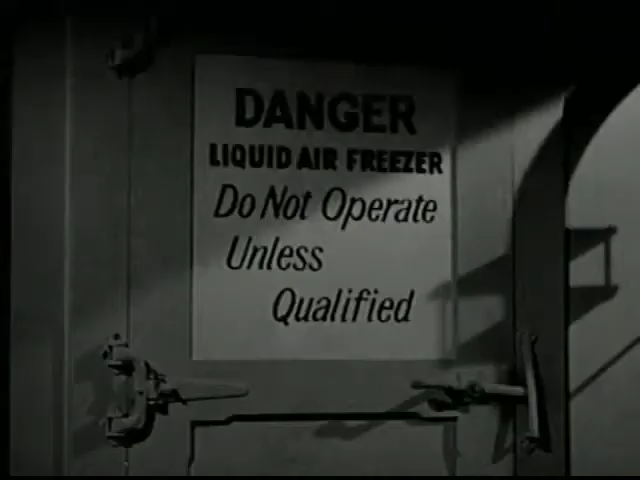 DANGER
LIQUID AIR FREEZER
Do Not Operate
Unless
Qualified